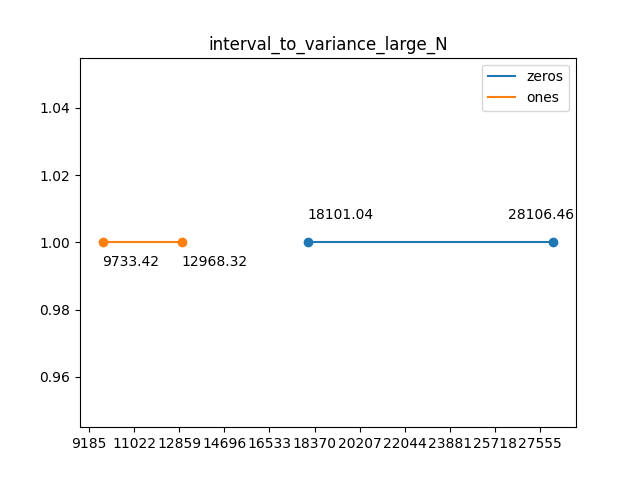 interval_to_variance_large_N
zeros
ones
1.04
1.02
1.00
0.98
0.96
18101.04
28106.46
9733.42
12968.32
9185 11022 12859 14696 16533 18370 20207 22044 23881 25718 27555